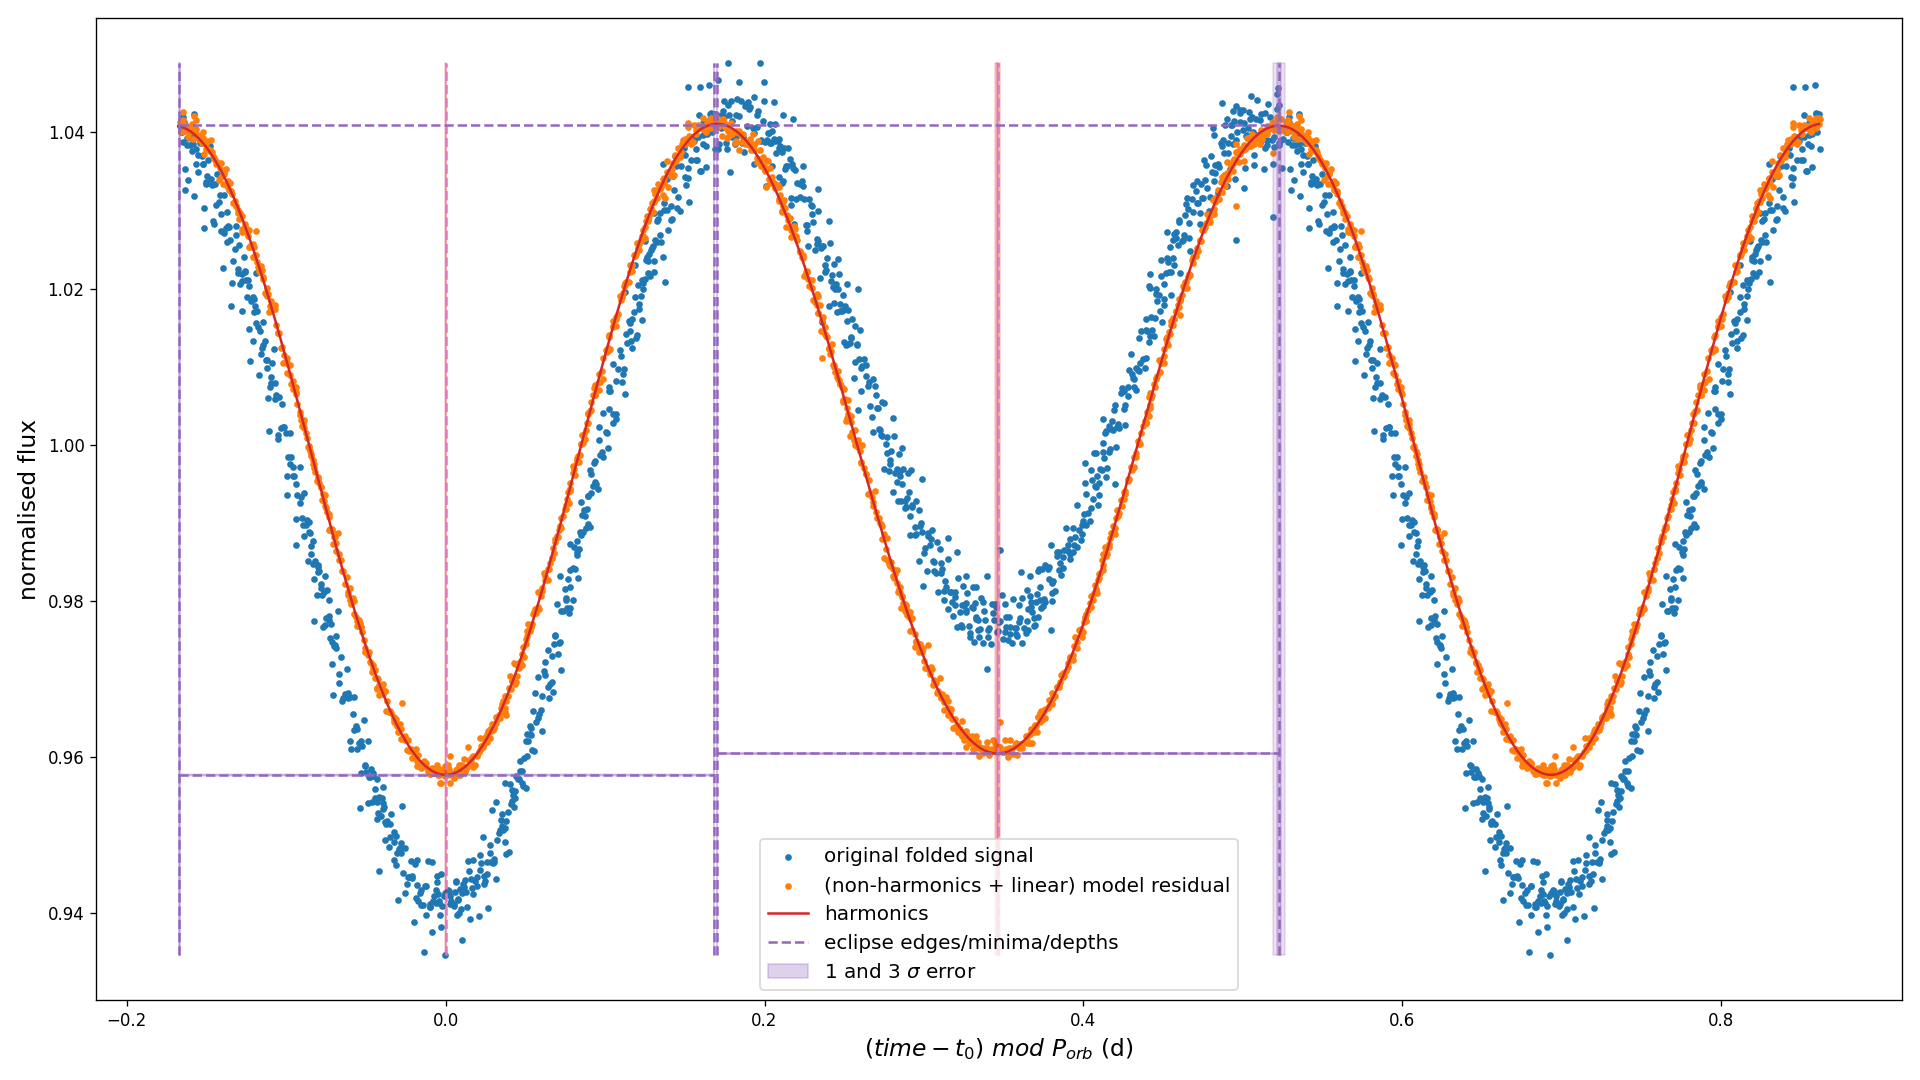 normalised flux
1.04
1.02
1.00
0.98
0.96
0.94
original folded signal
(non-harmonics + linear) model residual
harmonics
eclipse edges/minima/depths
1 and 3 σ error
−0.2
0.0
0.2
0.4
0.6
0.8
(time − t₀) mod P_orb (d)